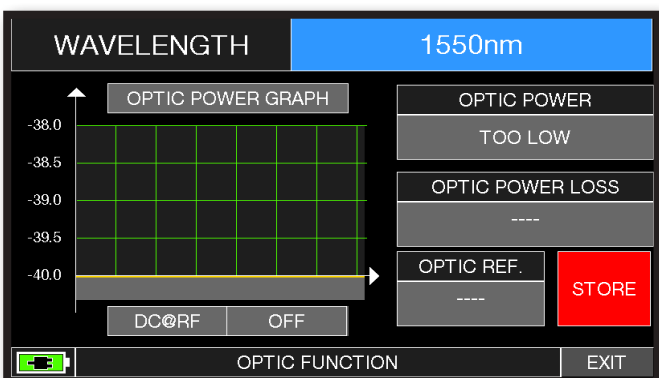 WAVELENGTH
1550nm
OPTIC POWER GRAPH
-38.0
-38.5
-39.0
-39.5
-40.0
DC@RF
OFF
OPTIC POWER
TOO LOW
OPTIC POWER LOSS
----
OPTIC REF.
----
STORE
OPTIC FUNCTION
EXIT